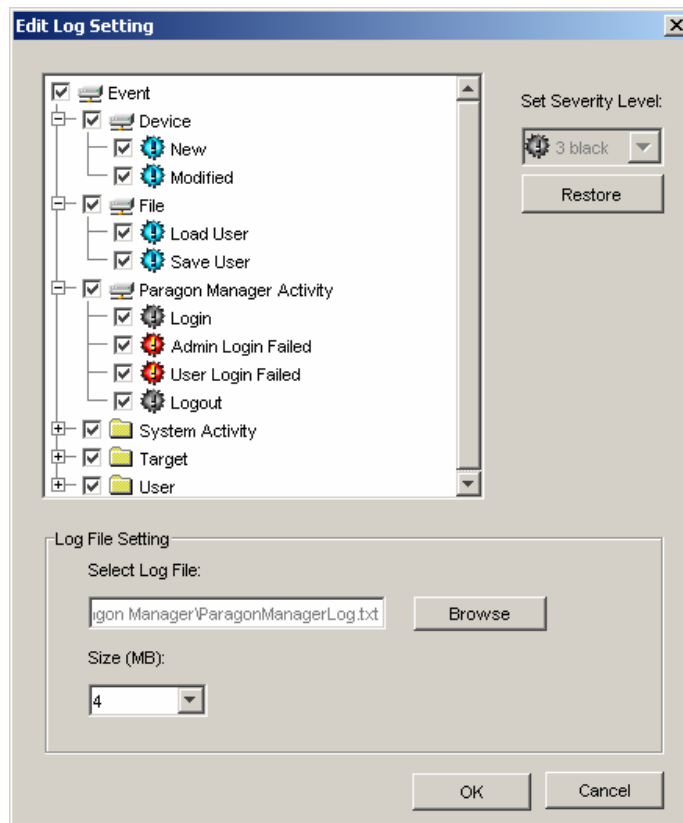 Edit Log Setting
Event
Device
New
Modified
File
Load User
Save User
Paragon Manager Activity
Login
Admin Login Failed
User Login Failed
Logout
System Activity
Target
User
Set Severity Level:
3 black
Restore
Log File Setting
Select Log File:
gon Manager\ParagonManagerLog.txt
Browse
Size (MB):
4
OK
Cancel